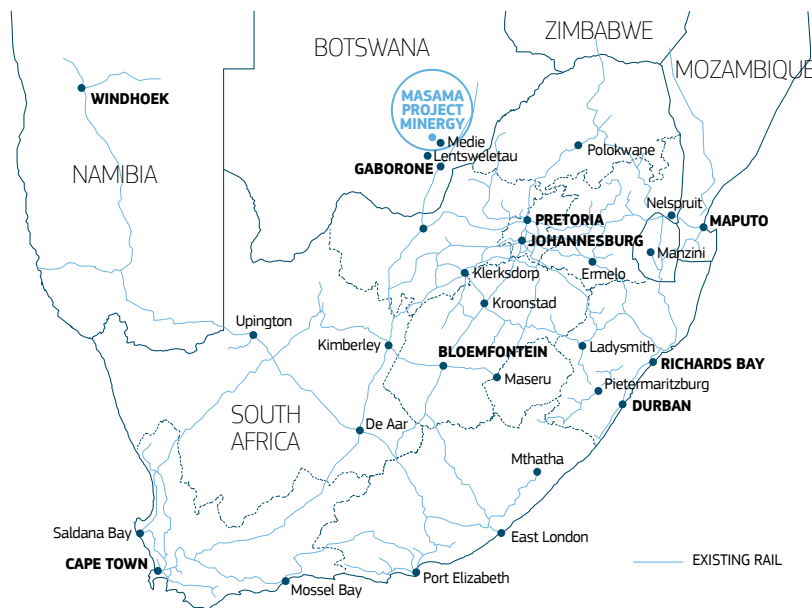 ZIMBABWE
BOTSWANA
MOZAMBIQUE
WINDHOEK
MASAMA
PROJECT
MINERGY
Medie
Lentsweletau
Polokwane
GABORONE
NAMIBIA
Nelspruit
PRETORIA
MAPUTO
JOHANNESBURG
Manzini
Klerksdorp
Ermelo
Kroonstad
Upington
Kimberley
Ladysmith
BLOEMFONTEIN
RICHARDS BAY
Maseru
Pietermaritzburg
DURBAN
SOUTH
AFRICA
De Aar
Mthatha
Saldana Bay
East London
EXISTING RAIL
CAPE TOWN
Port Elizabeth
Mossel Bay